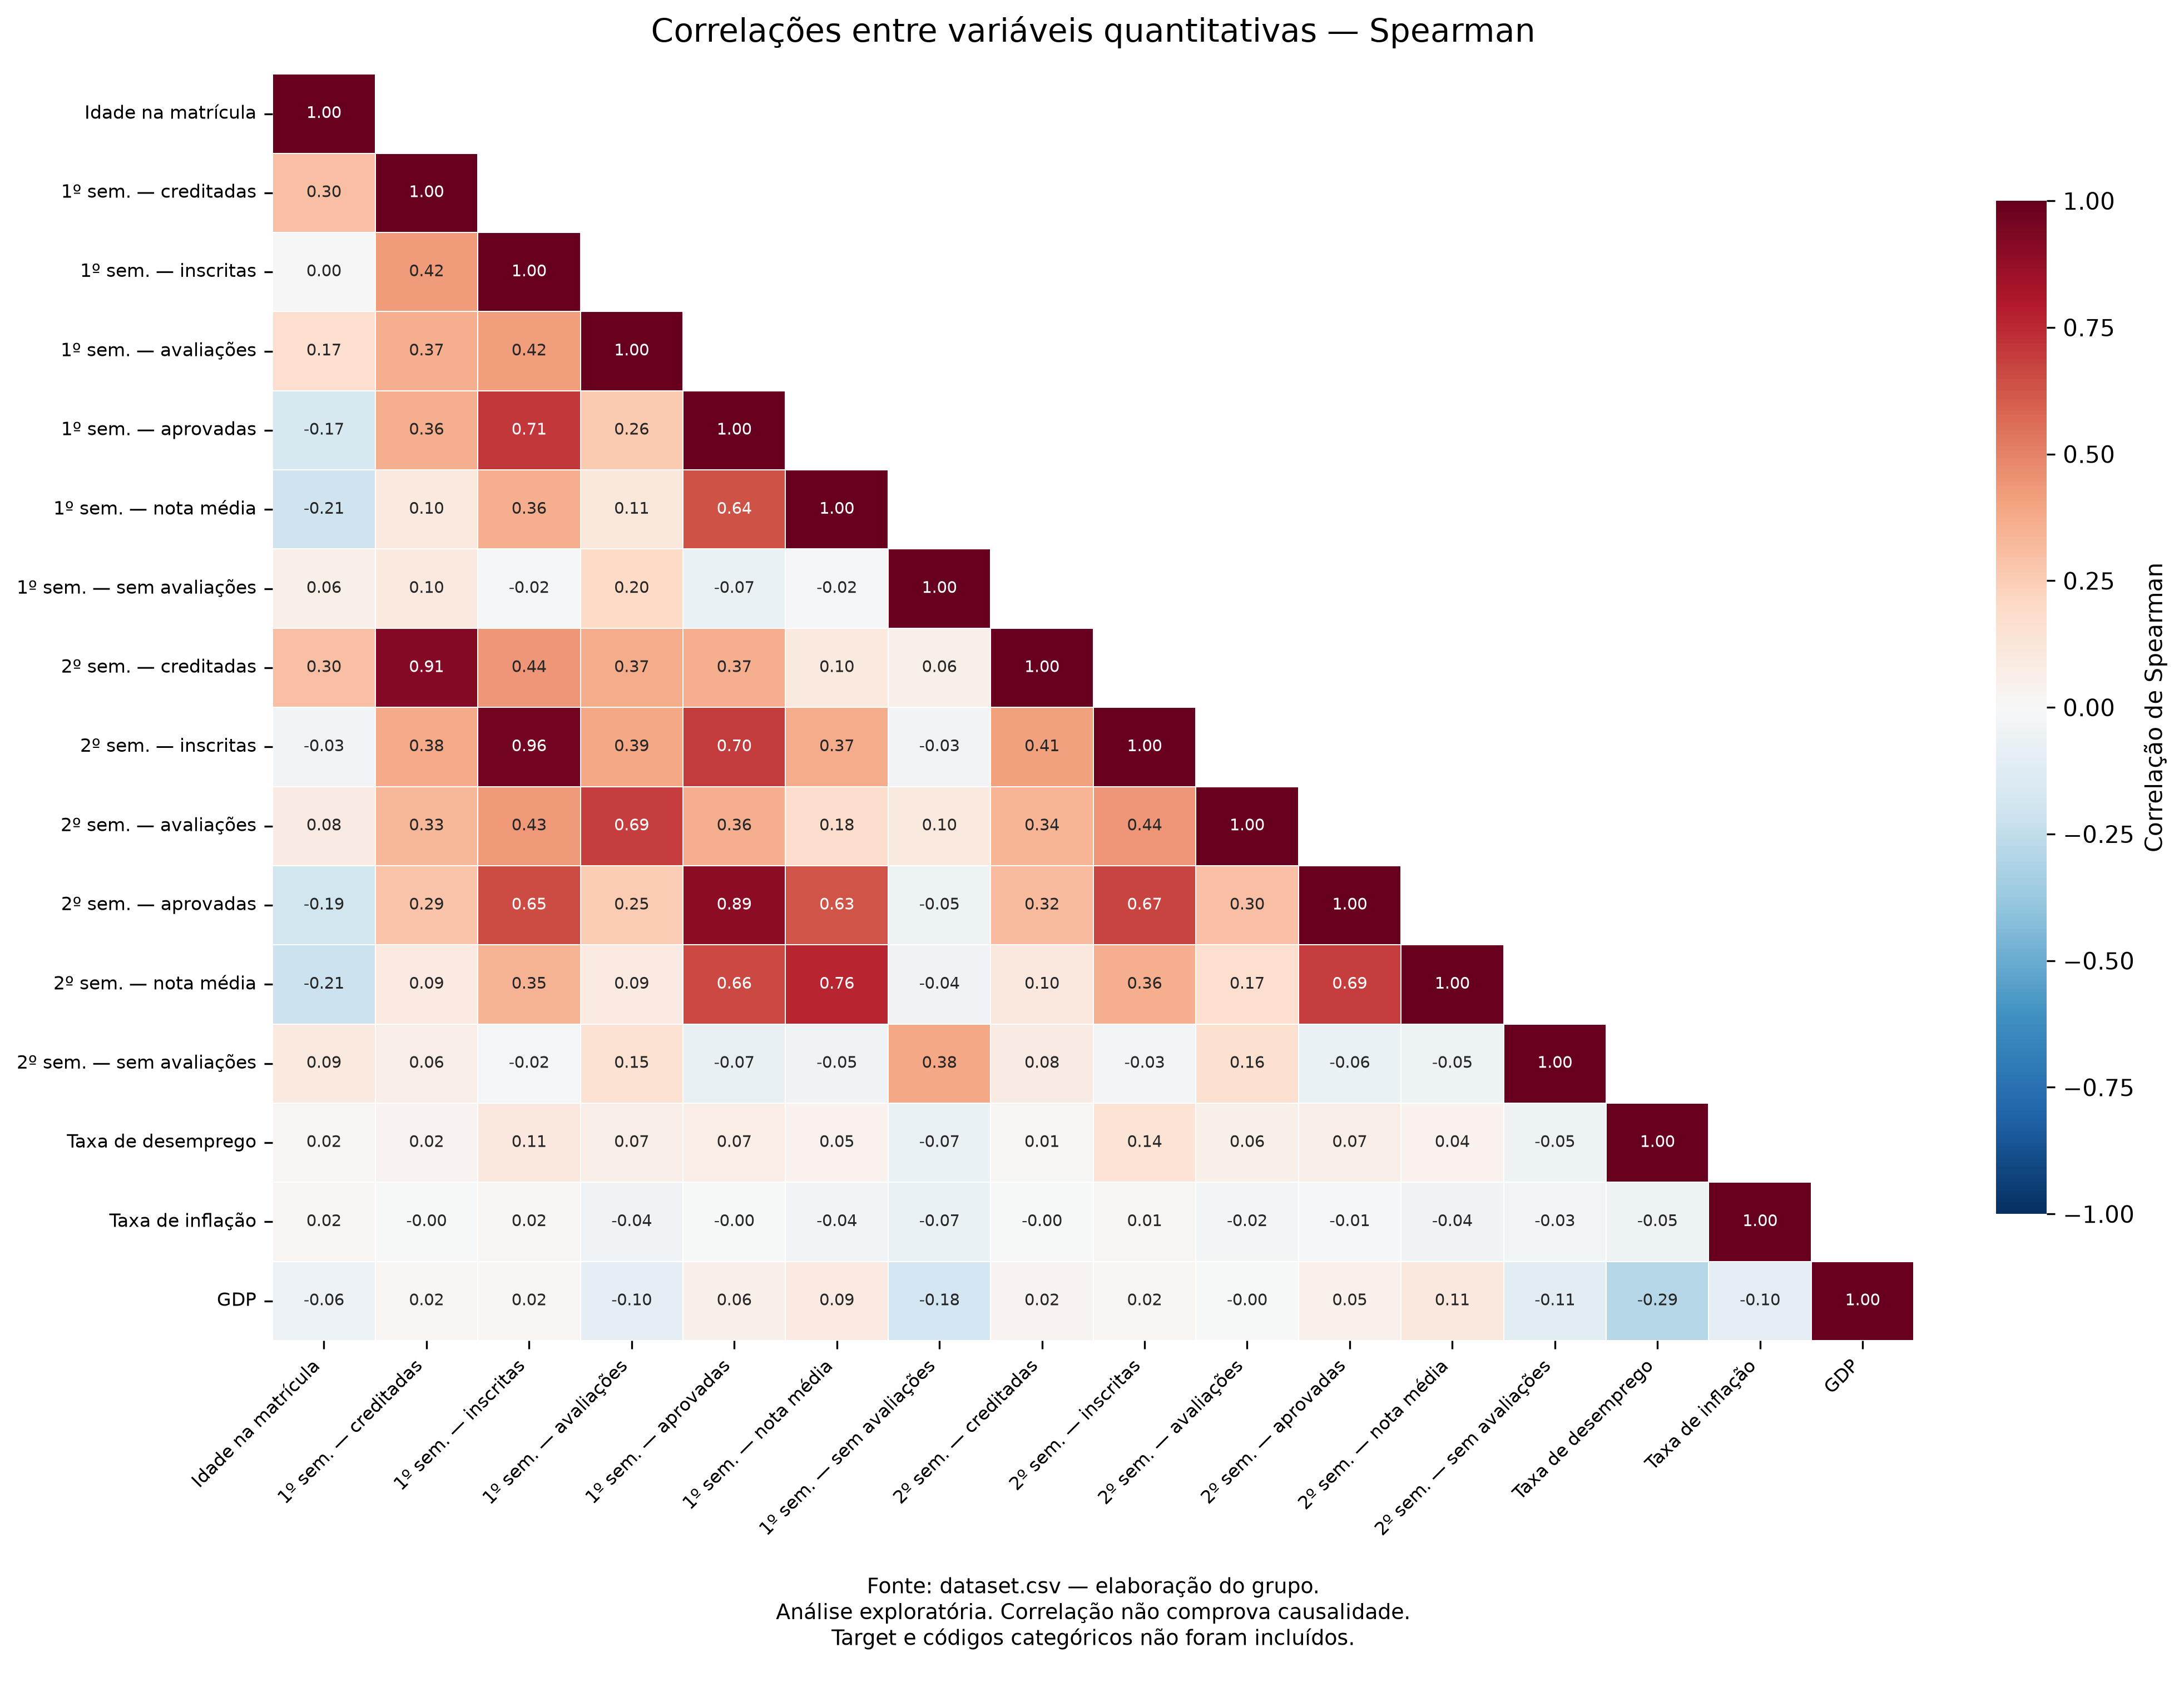 Correlações entre variáveis quantitativas — Spearman
Idade na matrícula 1.00
1º sem. — creditadas 0.30 1.00
1º sem. — inscritas 0.00 0.42 1.00
1º sem. — avaliações 0.17 0.37 0.42 1.00
1º sem. — aprovadas -0.17 0.36 0.71 0.26 1.00
1º sem. — nota média -0.21 0.10 0.36 0.11 0.64 1.00
1º sem. — sem avaliações 0.06 0.10 -0.02 0.20 -0.07 -0.02 1.00
2º sem. — creditadas 0.30 0.91 0.44 0.37 0.37 0.10 0.06 1.00
2º sem. — inscritas -0.03 0.38 0.96 0.39 0.70 0.37 -0.03 0.41 1.00
2º sem. — avaliações 0.08 0.33 0.43 0.69 0.36 0.18 0.10 0.34 0.44 1.00
2º sem. — aprovadas -0.19 0.29 0.65 0.25 0.89 0.63 -0.05 0.32 0.67 0.30 1.00
2º sem. — nota média -0.21 0.09 0.35 0.09 0.66 0.76 -0.04 0.10 0.36 0.17 0.69 1.00
2º sem. — sem avaliações 0.09 0.06 -0.02 0.15 -0.07 -0.05 0.38 0.08 -0.03 0.16 -0.06 -0.05 1.00
Taxa de desemprego 0.02 0.02 0.11 0.07 0.07 0.05 -0.07 0.01 0.14 0.06 0.07 0.04 -0.05 1.00
Taxa de inflação 0.02 -0.00 0.02 -0.04 -0.00 -0.04 -0.07 -0.00 0.01 -0.02 -0.01 -0.04 -0.03 -0.05 1.00
GDP -0.06 0.02 0.02 -0.10 0.06 0.09 -0.18 0.02 0.02 -0.00 0.05 0.11 -0.11 -0.29 -0.10 1.00
Idade na matrícula
1º sem. — creditadas
1º sem. — inscritas
1º sem. — avaliações
1º sem. — aprovadas
1º sem. — nota média
1º sem. — sem avaliações
2º sem. — creditadas
2º sem. — inscritas
2º sem. — avaliações
2º sem. — aprovadas
2º sem. — nota média
2º sem. — sem avaliações
Taxa de desemprego
Taxa de inflação
GDP
1.00
0.75
0.50
0.25
0.00
−0.25
−0.50
−0.75
−1.00
Correlação de Spearman
Fonte: dataset.csv — elaboração do grupo.
Análise exploratória. Correlação não comprova causalidade.
Target e códigos categóricos não foram incluídos.